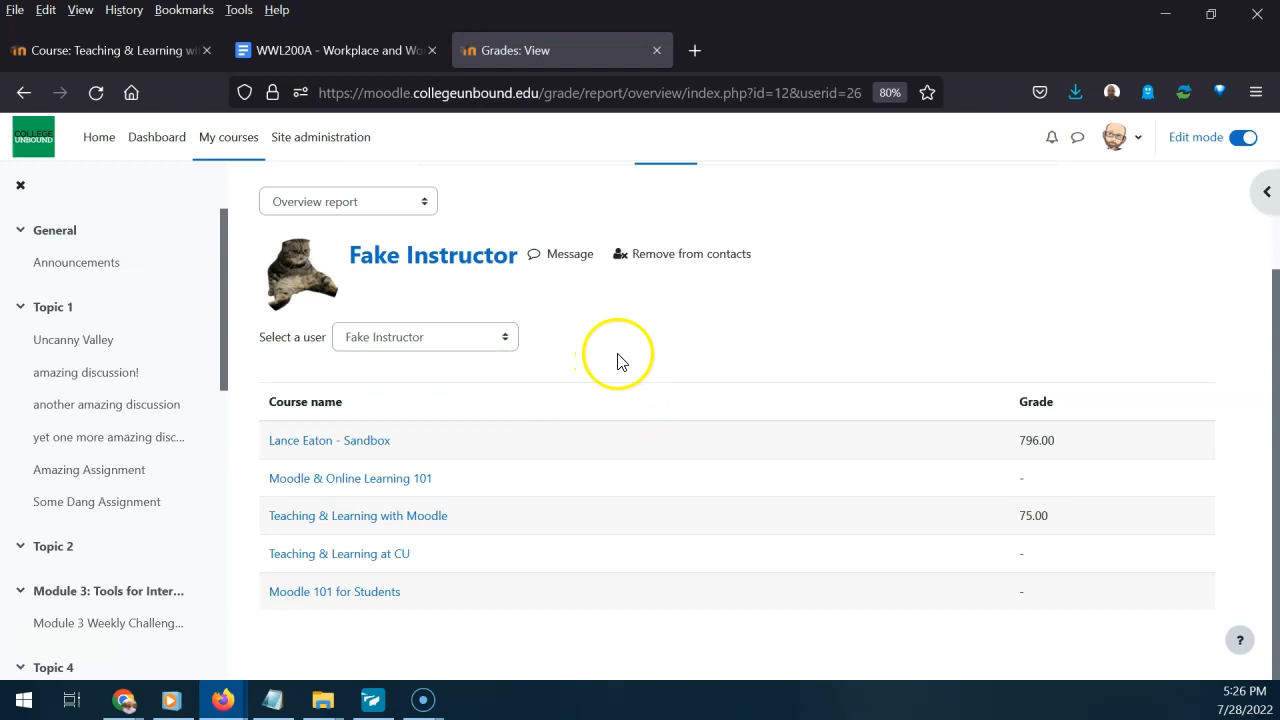 File Edit View History Bookmarks Tools Help
Course: Teaching & Learning wi
WWL200A - Workplace and Wo
Grades: View
https://moodle.collegeunbound.edu/grade/report/overview/index.php?id=12&userid=26
80%
COLLEGE UNBOUND
Home Dashboard My courses Site administration
Edit mode
Overview report
General
Announcements
Topic 1
Uncanny Valley
amazing discussion!
another amazing discussion
yet one more amazing disc...
Amazing Assignment
Some Dang Assignment
Topic 2
Module 3: Tools for Inter...
Module 3 Weekly Challeng...
Topic 4
Fake Instructor Message Remove from contacts
Select a user Fake Instructor
Course name Grade
Lance Eaton - Sandbox 796.00
Moodle & Online Learning 101 -
Teaching & Learning with Moodle 75.00
Teaching & Learning at CU -
Moodle 101 for Students -
?
5:26 PM
7/28/2022